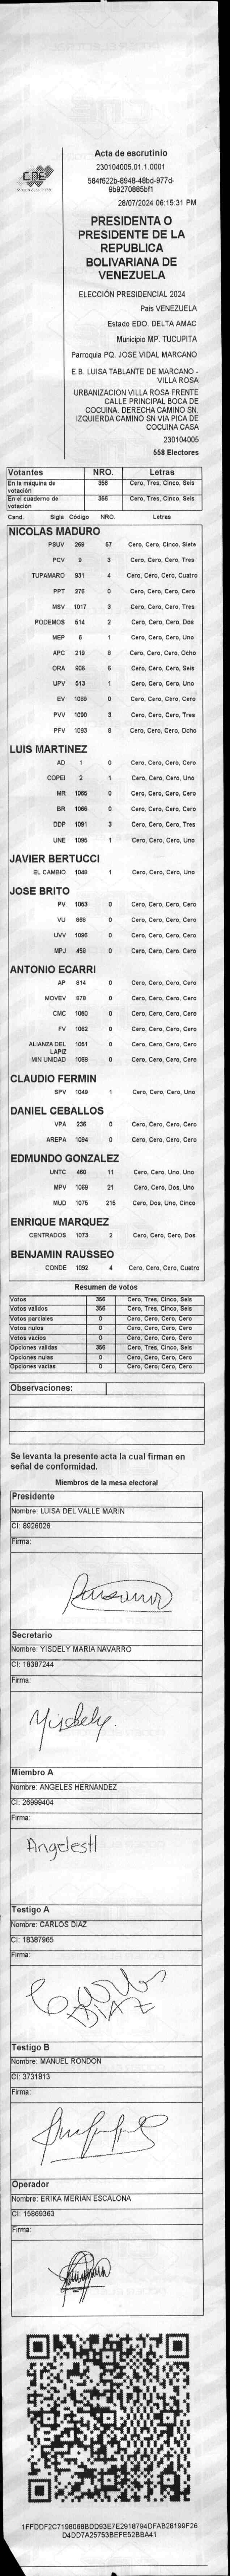 CNE
Acta de escrutinio
230104005.01.1.0001
584f622b-8948-48bd-977d-
9b9270885bf1
28/07/2024 06:15:31 PM
PRESIDENTA O
PRESIDENTE DE LA
REPUBLICA
BOLIVARIANA DE
VENEZUELA
ELECCIÓN PRESIDENCIAL 2024
País VENEZUELA
Estado EDO. DELTA AMAC
Municipio MP. TUCUPITA
Parroquia PQ. JOSE VIDAL MARCANO
E.B. LUISA TABLANTE DE MARCANO -
VILLA ROSA
URBANIZACION VILLA ROSA FRENTE
CALLE PRINCIPAL BOCA DE
COCUINA. DERECHA CAMINO SN.
IZQUIERDA CAMINO SN VIA PICA DE
COCUINA CASA
230104005
558 Electores
Votantes NRO. Letras
En la máquina de votación 356 Cero, Tres, Cinco, Seis
En el cuaderno de votación 356 Cero, Tres, Cinco, Seis
Cand. Sigla Código NRO. Letras
NICOLAS MADURO
PSUV 269 57 Cero, Cero, Cinco, Siete
PCV 9 3 Cero, Cero, Cero, Tres
TUPAMARO 931 4 Cero, Cero, Cero, Cuatro
PPT 278 0 Cero, Cero, Cero, Cero
MSV 1017 3 Cero, Cero, Cero, Tres
PODEMOS 514 2 Cero, Cero, Cero, Dos
MEP 6 1 Cero, Cero, Cero, Uno
APC 219 8 Cero, Cero, Cero, Ocho
ORA 906 6 Cero, Cero, Cero, Seis
UPV 513 1 Cero, Cero, Cero, Uno
EV 1089 0 Cero, Cero, Cero, Cero
PVV 1090 3 Cero, Cero, Cero, Tres
PFV 1093 8 Cero, Cero, Cero, Ocho
LUIS MARTINEZ
AD 1 0 Cero, Cero, Cero, Cero
COPEI 2 1 Cero, Cero, Cero, Uno
MR 1065 0 Cero, Cero, Cero, Cero
BR 1066 0 Cero, Cero, Cero, Cero
DDP 1091 3 Cero, Cero, Cero, Tres
UNE 1095 1 Cero, Cero, Cero, Uno
JAVIER BERTUCCI
EL CAMBIO 1048 1 Cero, Cero, Cero, Uno
JOSE BRITO
PV 1053 0 Cero, Cero, Cero, Cero
VU 868 0 Cero, Cero, Cero, Cero
UVV 1096 0 Cero, Cero, Cero, Cero
MPJ 458 0 Cero, Cero, Cero, Cero
ANTONIO ECARRI
AP 814 0 Cero, Cero, Cero, Cero
MOVEV 879 0 Cero, Cero, Cero, Cero
CMC 1050 0 Cero, Cero, Cero, Cero
FV 1062 0 Cero, Cero, Cero, Cero
ALIANZA DEL LAPIZ 1051 0 Cero, Cero, Cero, Cero
MIN UNIDAD 1068 0 Cero, Cero, Cero, Cero
CLAUDIO FERMIN
SPV 1049 1 Cero, Cero, Cero, Uno
DANIEL CEBALLOS
VPA 236 0 Cero, Cero, Cero, Cero
AREPA 1094 0 Cero, Cero, Cero, Cero
EDMUNDO GONZALEZ
UNTC 460 11 Cero, Cero, Uno, Uno
MPV 1069 21 Cero, Cero, Dos, Uno
MUD 1075 215 Cero, Dos, Uno, Cinco
ENRIQUE MARQUEZ
CENTRADOS 1073 2 Cero, Cero, Cero, Dos
BENJAMIN RAUSSEO
CONDE 1092 4 Cero, Cero, Cero, Cuatro
Resumen de votos
Votos 356 Cero, Tres, Cinco, Seis
Votos validos 356 Cero, Tres, Cinco, Seis
Votos parciales 0 Cero, Cero, Cero, Cero
Votos nulos 0 Cero, Cero, Cero, Cero
Votos vacios 0 Cero, Cero, Cero, Cero
Opciones validas 356 Cero, Tres, Cinco, Seis
Opciones nulas 0 Cero, Cero, Cero, Cero
Opciones vacias 0 Cero, Cero, Cero, Cero
Observaciones:
Se levanta la presente acta la cual firman en
señal de conformidad.
Miembros de la mesa electoral
Presidente
Nombre: LUISA DEL VALLE MARIN
CI: 8926026
Firma:
Secretario
Nombre: YISDELY MARIA NAVARRO
CI: 18387244
Firma:
Yisdely.
Miembro A
Nombre: ANGELES HERNANDEZ
CI: 26999404
Firma:
AngelesH
Testigo A
Nombre: CARLOS DIAZ
CI: 18387965
Firma:
Carlos
DIAZ
Testigo B
Nombre: MANUEL RONDON
CI: 3731813
Firma:
Operador
Nombre: ERIKA MERIAN ESCALONA
CI: 15869363
Firma:
1FFDDF2C7198068BDD93E7E2918794DFAB28199F26
D4DD7A25753BEFE52BBA41